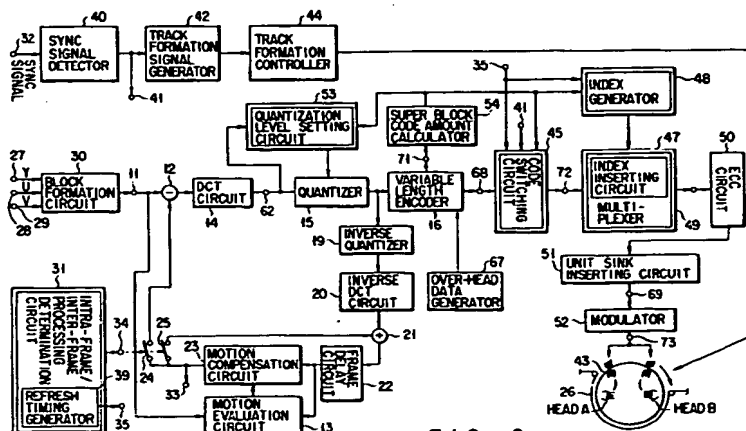 40
42
44
32
SYNC SIGNAL
SYNC SIGNAL DETECTOR
TRACK FORMATION SIGNAL GENERATOR
TRACK FORMATION CONTROLLER
41
35
48
INDEX GENERATOR
53
QUANTIZATION LEVEL SETTING CIRCUIT
54
SUPER BLOCK CODE AMOUNT CALCULATOR
41
45
47
50
27
Y
U
V
28
29
30
BLOCK FORMATION CIRCUIT
11
12
DCT CIRCUIT
14
62
QUANTIZER
15
71
VARIABLE LENGTH ENCODER
16
68
CODE SWITCHING CIRCUIT
72
INDEX INSERTING CIRCUIT
MULTI-PLEXER
49
ECC CIRCUIT
19
INVERSE QUANTIZER
67
OVER-HEAD DATA GENERATOR
51
UNIT SINK INSERTING CIRCUIT
69
20
INVERSE DCT CIRCUIT
31
INTRA-FRAME/ INTER-FRAME PROCESSING DETERMINATION CIRCUIT
34
25
24
21
52
MODULATOR
73
39
23
MOTION COMPENSATION CIRCUIT
FRAME DELAY CIRCUIT
22
33
REFRESH TIMING GENERATOR
35
MOTION EVALUATION CIRCUIT
13
43
26
HEAD A
HEAD B